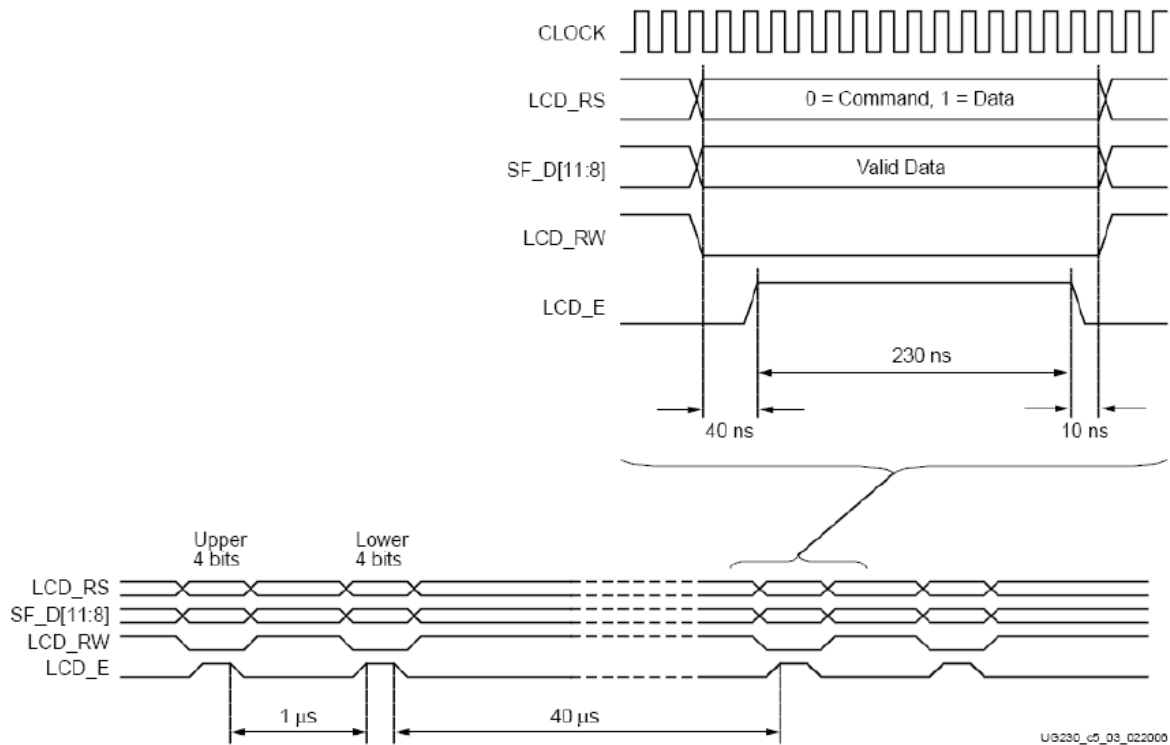 CLOCK
LCD_RS
0 = Command, 1 = Data
SF_D[11:8]
Valid Data
LCD_RW
LCD_E
230 ns
40 ns
10 ns
Upper
4 bits
Lower
4 bits
LCD_RS
SF_D[11:8]
LCD_RW
LCD_E
1 µs
40 µs
UG230_c5_03_022006